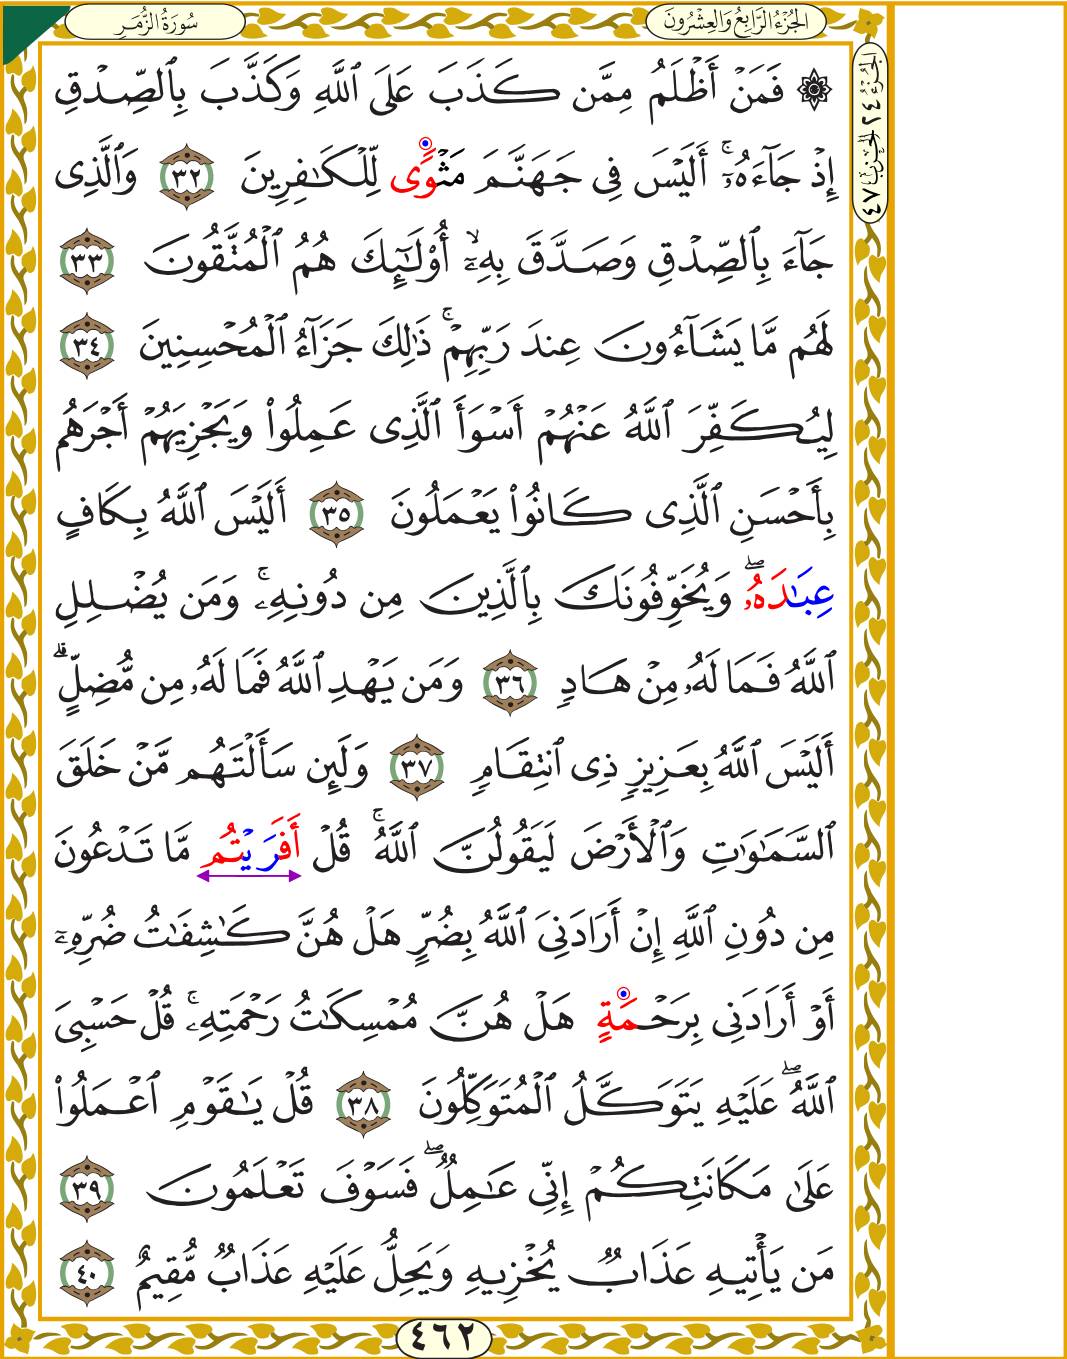 سُورَةُ الزُّمَر
الجُزْءُ الرَّابِعُ وَالعِشْرُونَ
الجزء ٢٤ الحزب ٤٧
۞ فَمَنْ أَظْلَمُ مِمَّن كَذَبَ عَلَى ٱللَّهِ وَكَذَّبَ بِٱلصِّدْقِ
إِذْ جَآءَهُۥٓۚ أَلَيْسَ فِى جَهَنَّمَ مَثْوًى لِّلْكَـٰفِرِينَ ٣٢ وَٱلَّذِى
جَآءَ بِٱلصِّدْقِ وَصَدَّقَ بِهِۦٓۙ أُو۟لَـٰٓئِكَ هُمُ ٱلْمُتَّقُونَ ٣٣
لَهُم مَّا يَشَآءُونَ عِندَ رَبِّهِمْۚ ذَٰلِكَ جَزَآءُ ٱلْمُحْسِنِينَ ٣٤
لِيُكَفِّرَ ٱللَّهُ عَنْهُمْ أَسْوَأَ ٱلَّذِى عَمِلُوا۟ وَيَجْزِيَهُمْ أَجْرَهُم
بِأَحْسَنِ ٱلَّذِى كَانُوا۟ يَعْمَلُونَ ٣٥ أَلَيْسَ ٱللَّهُ بِكَافٍ
عِبَـٰدَهُۥۖ وَيُخَوِّفُونَكَ بِٱلَّذِينَ مِن دُونِهِۦۚ وَمَن يُضْلِلِ
ٱللَّهُ فَمَا لَهُۥ مِنْ هَادٍ ٣٦ وَمَن يَهْدِ ٱللَّهُ فَمَا لَهُۥ مِن مُّضِلٍّۗ
أَلَيْسَ ٱللَّهُ بِعَزِيزٍ ذِى ٱنتِقَامٍ ٣٧ وَلَئِن سَأَلْتَهُم مَّنْ خَلَقَ
ٱلسَّمَـٰوَٰتِ وَٱلْأَرْضَ لَيَقُولُنَّ ٱللَّهُۚ قُلْ أَفَرَيْتُم مَّا تَدْعُونَ
مِن دُونِ ٱللَّهِ إِنْ أَرَادَنِىَ ٱللَّهُ بِضُرٍّ هَلْ هُنَّ كَـٰشِفَـٰتُ ضُرِّهِۦٓ
أَوْ أَرَادَنِى بِرَحْمَةٍ هَلْ هُنَّ مُمْسِكَـٰتُ رَحْمَتِهِۦۚ قُلْ حَسْبِىَ
ٱللَّهُۖ عَلَيْهِ يَتَوَكَّلُ ٱلْمُتَوَكِّلُونَ ٣٨ قُلْ يَـٰقَوْمِ ٱعْمَلُوا۟
عَلَىٰ مَكَانَتِكُمْ إِنِّى عَـٰمِلٌۖ فَسَوْفَ تَعْلَمُونَ ٣٩
مَن يَأْتِيهِ عَذَابٌ يُخْزِيهِ وَيَحِلُّ عَلَيْهِ عَذَابٌ مُّقِيمٌ ٤٠
٤٦٢